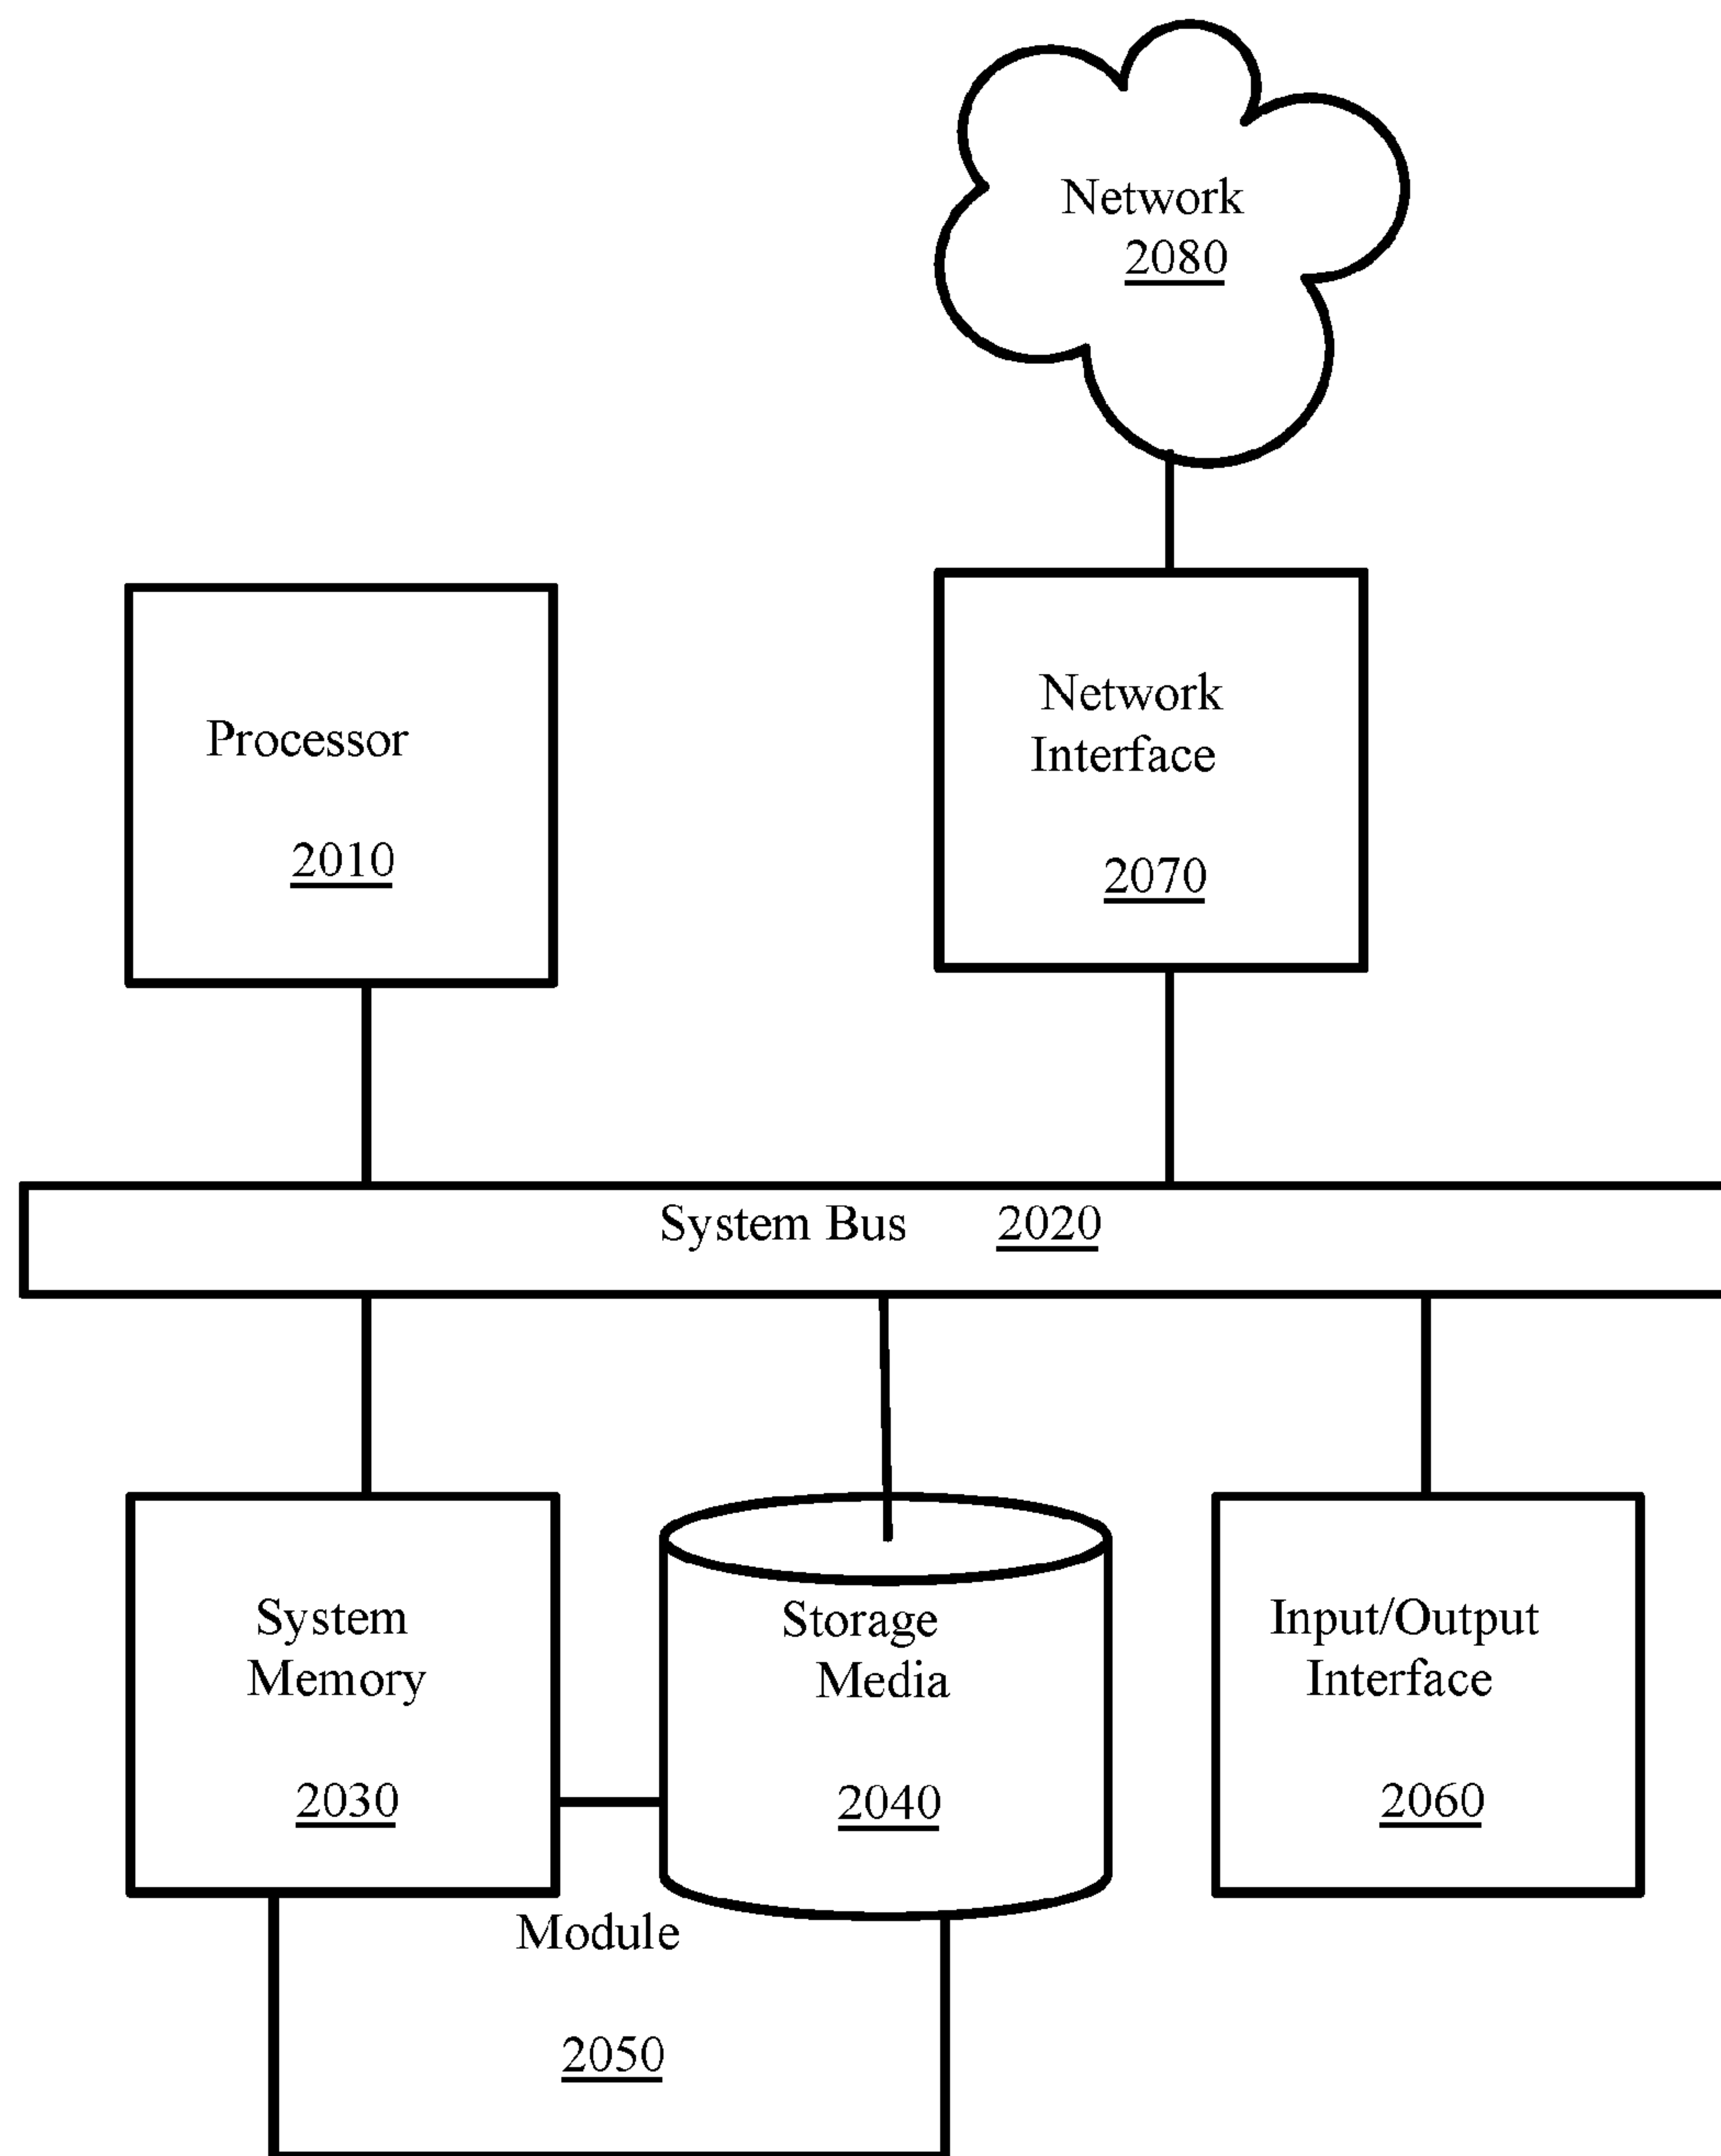 Network
2080
Processor
2010
Network
Interface
2070
System Bus 2020
System
Memory
2030
Storage
Media
2040
Input/Output
Interface
2060
Module
2050